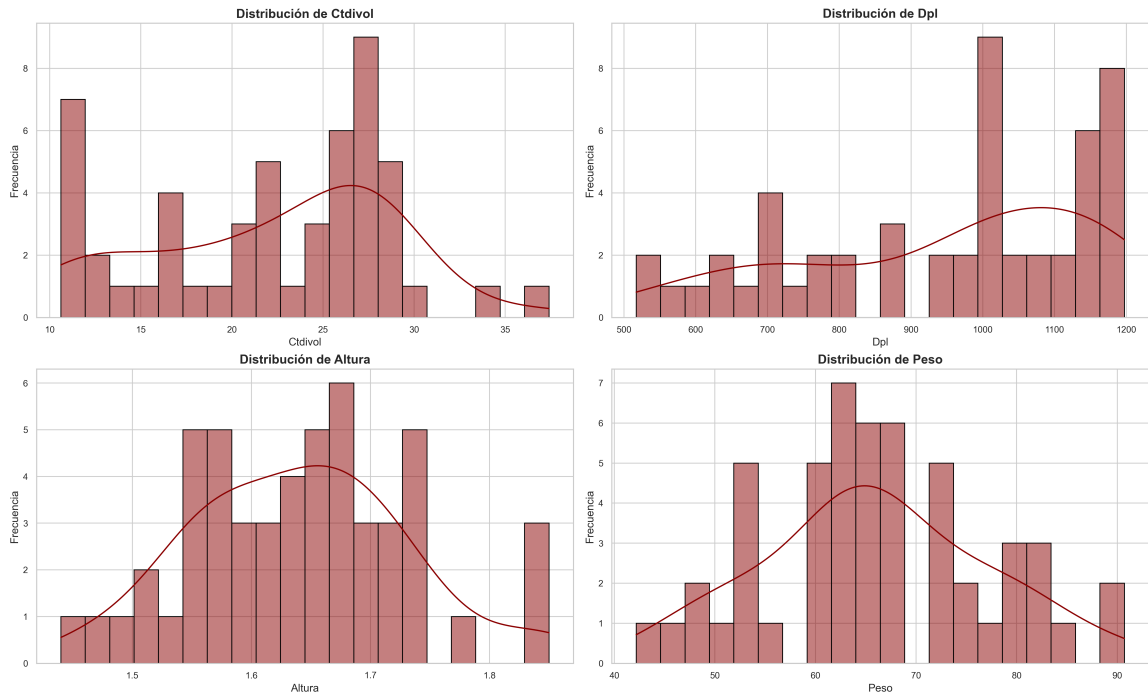 Distribución de Ctdivol
Frecuencia
8
6
4
2
0
10 15 20 25 30 35
Ctdivol
Distribución de Dpl
Frecuencia
8
6
4
2
0
500 600 700 800 900 1000 1100 1200
Dpl
Distribución de Altura
Frecuencia
6
5
4
3
2
1
0
1.5 1.6 1.7 1.8
Altura
Distribución de Peso
Frecuencia
7
6
5
4
3
2
1
0
40 50 60 70 80 90
Peso